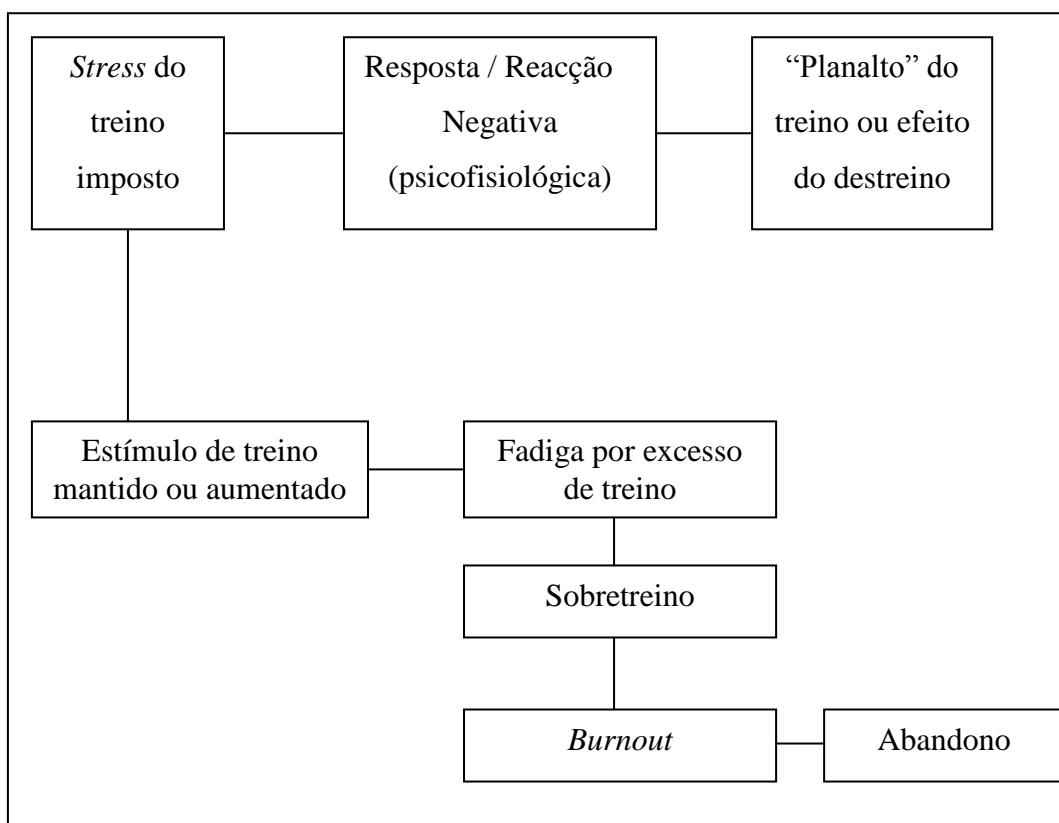 Stress do
treino
imposto
Resposta / Reacção
Negativa
(psicofisiológica)
“Planalto” do
treino ou efeito
do destreino
Estímulo de treino
mantido ou aumentado
Fadiga por excesso
de treino
Sobretreino
Burnout
Abandono